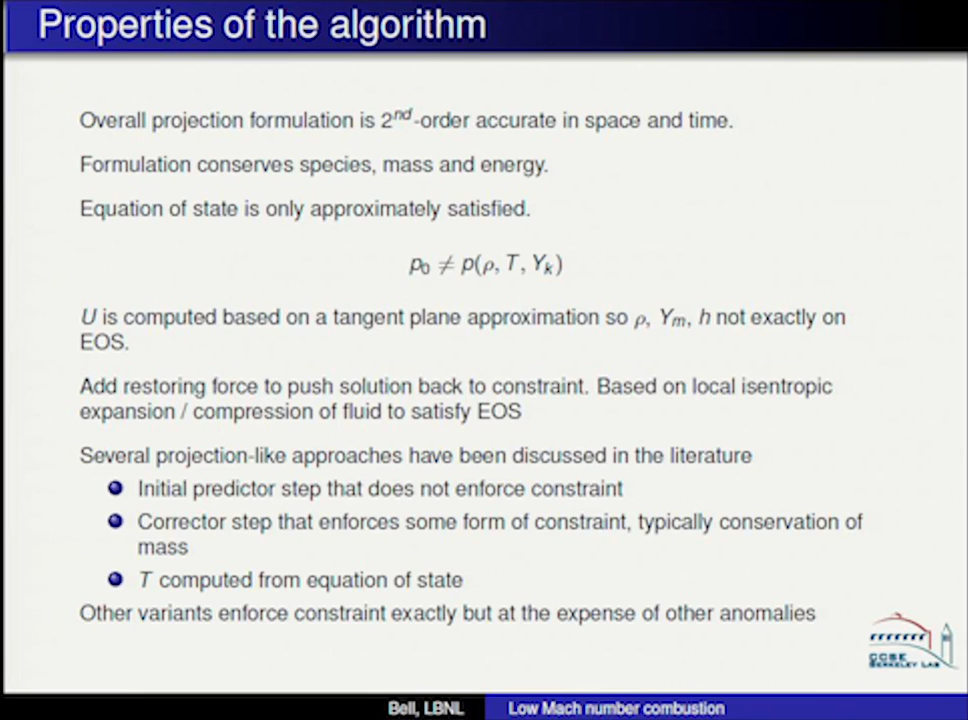 Properties of the algorithm
Overall projection formulation is 2nd-order accurate in space and time.
Formulation conserves species, mass and energy.
Equation of state is only approximately satisfied.
p₀ ≠ p(ρ, T, Yₖ)
U is computed based on a tangent plane approximation so ρ, Yₘ, h not exactly on
EOS.
Add restoring force to push solution back to constraint. Based on local isentropic
expansion / compression of fluid to satisfy EOS
Several projection-like approaches have been discussed in the literature
Initial predictor step that does not enforce constraint
Corrector step that enforces some form of constraint, typically conservation of
mass
T computed from equation of state
Other variants enforce constraint exactly but at the expense of other anomalies
CCSE
BERKELEY LAB
Bell, LBNL Low Mach number combustion